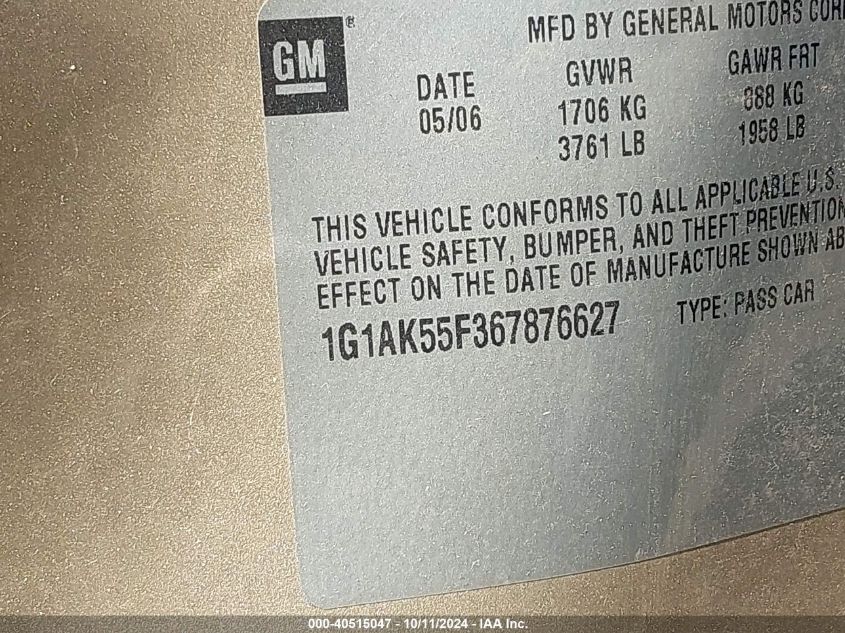 GM ®
MFD BY GENERAL MOTORS CORP
DATE GVWR GAWR FRT
05/06 1706 KG 888 KG
3761 LB 1958 LB
THIS VEHICLE CONFORMS TO ALL APPLICABLE U.S.
VEHICLE SAFETY, BUMPER, AND THEFT PREVENTION
EFFECT ON THE DATE OF MANUFACTURE SHOWN AB
1G1AK55F367876627 TYPE: PASS CAR
000-40515047 - 10/11/2024 - IAA Inc.